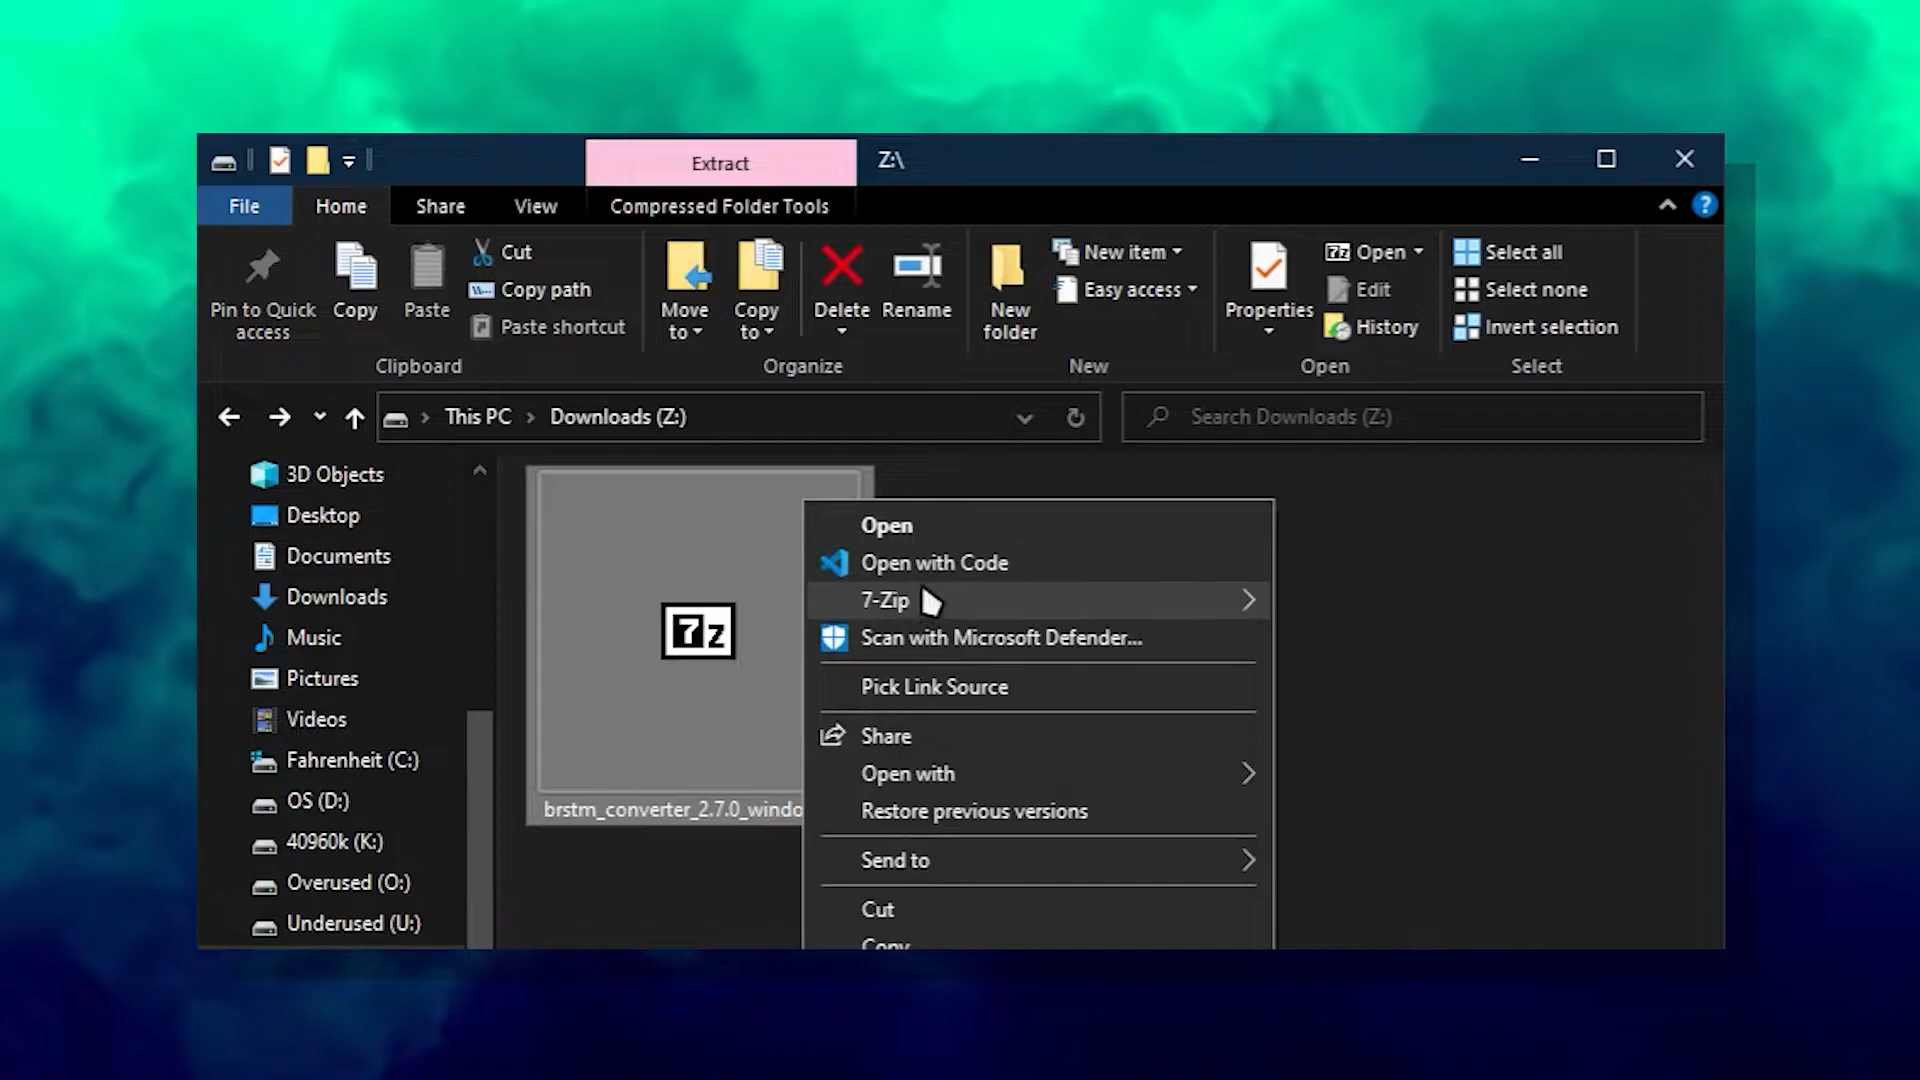 Extract
Z:\
File
Home
Share
View
Compressed Folder Tools
Pin to Quick
access
Copy
Paste
Cut
Copy path
Paste shortcut
Clipboard
Move
to
Copy
to
Delete
Rename
Organize
New
folder
New item
Easy access
New
Properties
Open
Edit
History
Open
Select all
Select none
Invert selection
Select
This PC
Downloads (Z:)
Search Downloads (Z:)
3D Objects
Desktop
Documents
Downloads
Music
Pictures
Videos
Fahrenheit (C:)
OS (D:)
40960k (K:)
Overused (O:)
Underused (U:)
7z
brstm_converter_2.7.0_windo
Open
Open with Code
7-Zip
Scan with Microsoft Defender...
Pick Link Source
Share
Open with
Restore previous versions
Send to
Cut
Copy